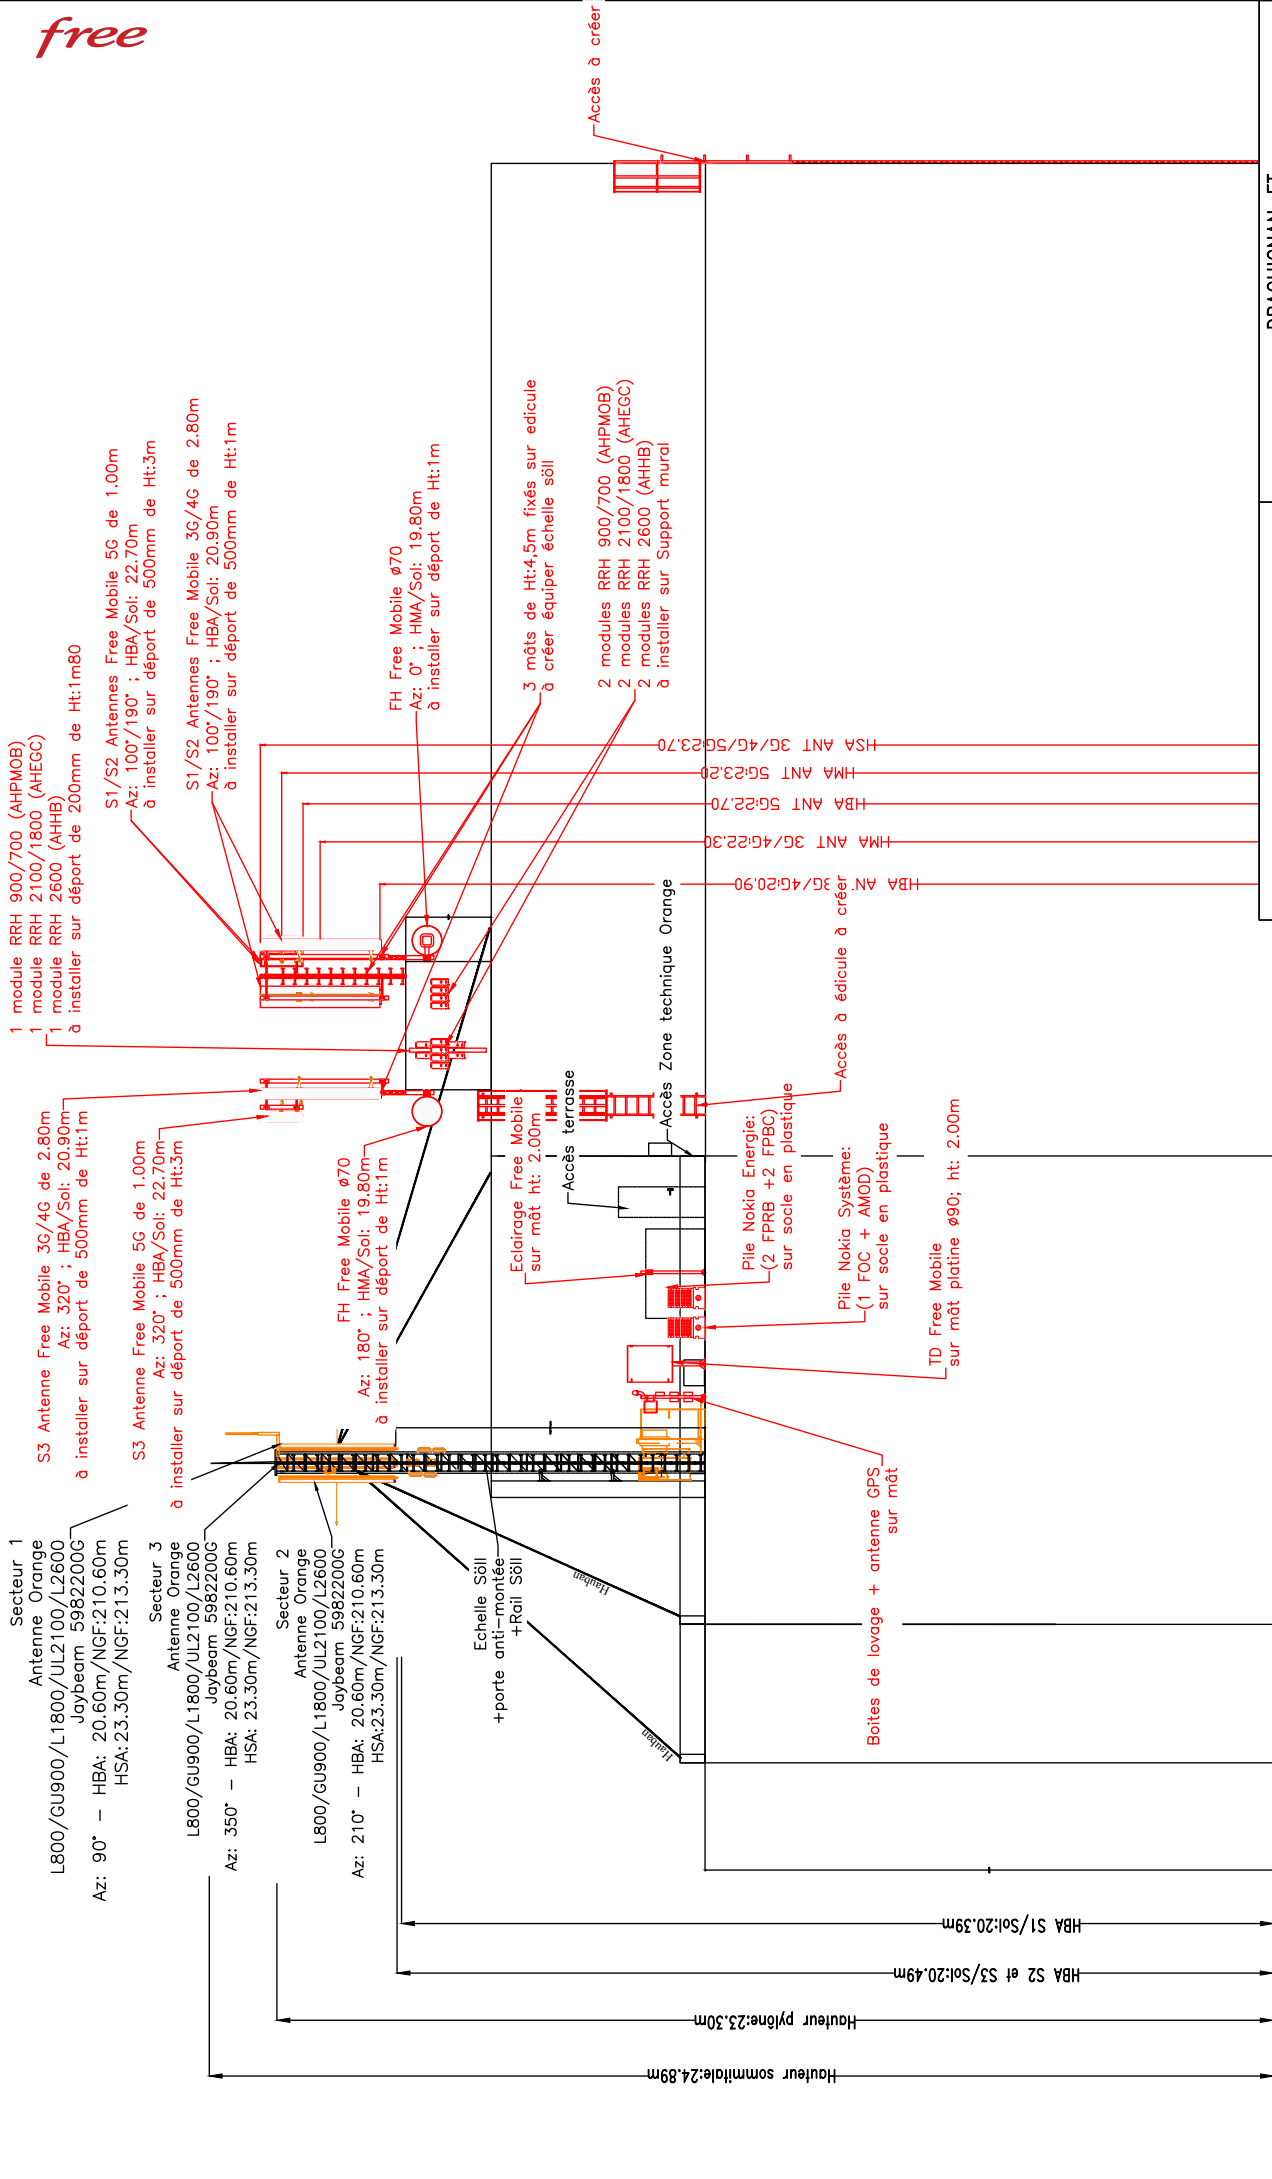 free
Accès à créer
1 module RRH 900/700 (AHPMOB)
1 module RRH 2100/1800 (AHEGC)
1 module RRH 2600 (AHHB)
à installer sur déport de 200mm de Ht:1m80
S1/S2 Antennes Free Mobile 5G de 1.00m
Az: 100°/190° ; HBA/Sol: 22.70m
à installer sur déport de 500mm de Ht:3m
S1/S2 Antennes Free Mobile 3G/4G de 2.80m
Az: 100°/190° ; HBA/Sol: 20.90m
à installer sur déport de 500mm de Ht:1m
FH Free Mobile ø70
Az: 0° ; HMA/Sol: 19.80m
à installer sur déport de Ht:1m
3 mâts de Ht:4,5m fixés sur edicule
à créer équiper échelle söll
2 modules RRH 900/700 (AHPMOB)
2 modules RRH 2100/1800 (AHEGC)
2 modules RRH 2600 (AHHB)
à installer sur Support mural
HSA ANT 3G/4G/5G:23.70
HMA ANT 5G:23.20
HBA ANT 5G:22.70
HMA ANT 3G/4G:22.30
HBA AN. 3G/4G:20.90
S3 Antenne Free Mobile 3G/4G de 2.80m
Az: 320° ; HBA/Sol: 20.90m
à installer sur déport de 500mm de Ht:1m
S3 Antenne Free Mobile 5G de 1.00m
Az: 320° ; HBA/Sol: 22.70m
à installer sur déport de 500mm de Ht:3m
FH Free Mobile ø70
Az: 180° ; HMA/Sol: 19.80m
à installer sur déport de Ht:1m
Eclairage Free Mobile
sur mât ht: 2.00m
Accès terrasse
Accès Zone technique Orange
Pile Nokia Energie:
(2 FPRB +2 FPBC)
sur socle en plastique
Accès à édicule à créer
Pile Nokia Système:
(1 FOC + AMOD)
sur socle en plastique
TD Free Mobile
sur mât platine ø90; ht: 2.00m
Boites de lovage + antenne GPS
sur mât
Secteur 1
Antenne Orange
L800/GU900/L1800/UL2100/L2600
Jaybeam 5982200G
Az: 90° – HBA: 20.60m/NGF:210.60m
HSA:23.30m/NGF:213.30m
Secteur 3
Antenne Orange
L800/GU900/L1800/UL2100/L2600
Jaybeam 5982200G
Az: 350° – HBA: 20.60m/NGF:210.60m
HSA: 23.30m/NGF:213.30m
Secteur 2
Antenne Orange
L800/GU900/L1800/UL2100/L2600
Jaybeam 5982200G
Az: 210° – HBA: 20.60m/NGF:210.60m
HSA:23.30m/NGF:213.30m
Echelle Söll
+porte anti-montée
+Rail Söll
Hauban
Hauban
HBA S1/Sol:20.39m
HBA S2 et S3/Sol:20.49m
Hauteur pylône:23.30m
Hauteur sommitale:24.89m